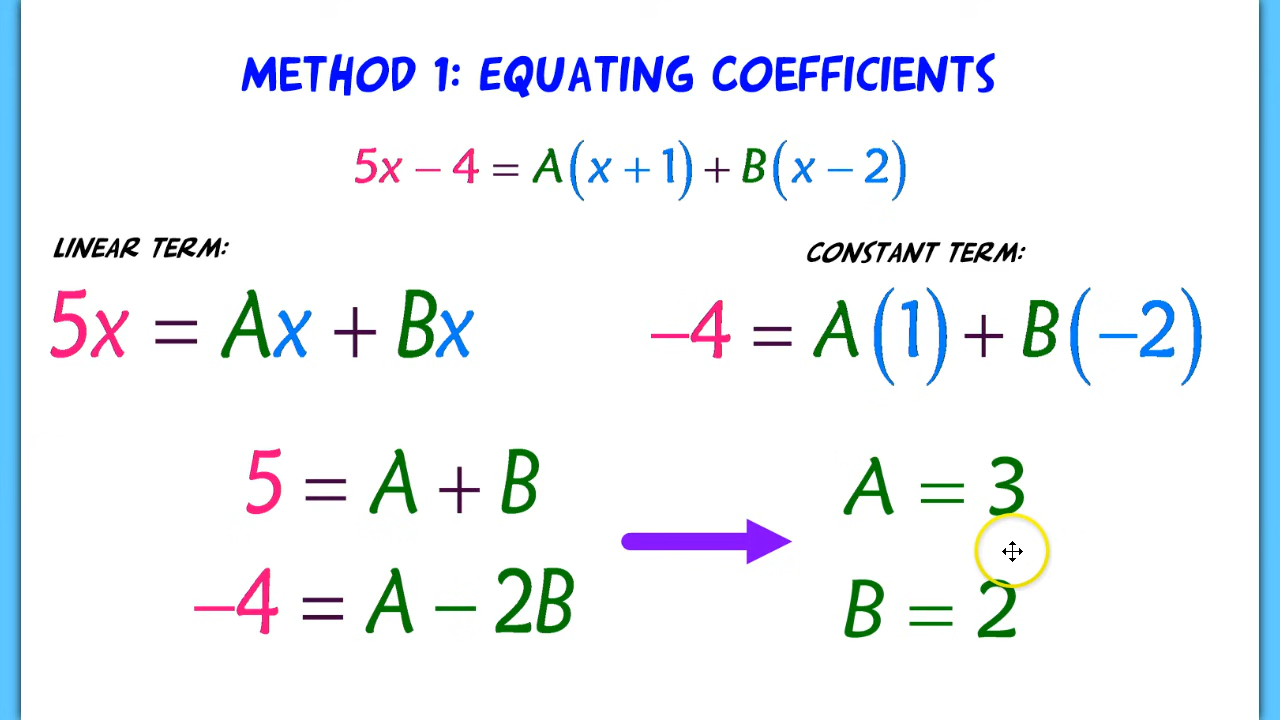 METHOD 1: EQUATING COEFFICIENTS
5x − 4 = A(x + 1) + B(x − 2)
LINEAR TERM:
CONSTANT TERM:
5x = Ax + Bx
−4 = A(1) + B(−2)
5 = A + B
A = 3
−4 = A − 2B
B = 2